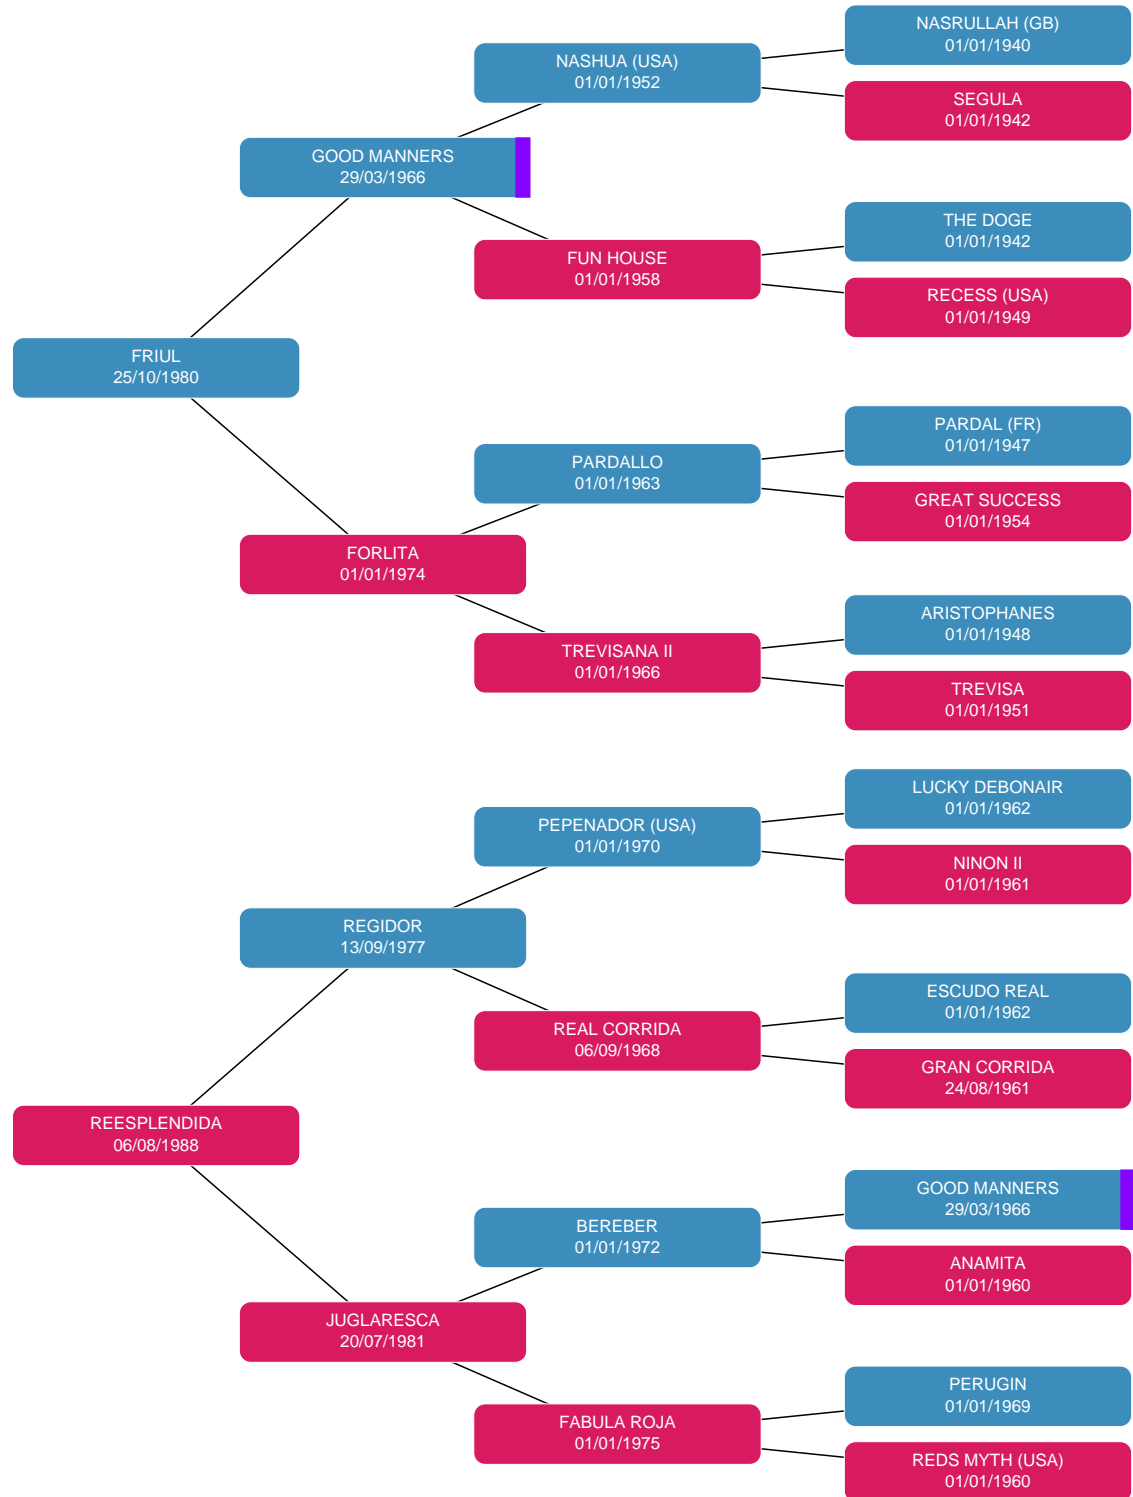 NASRULLAH (GB)
01/01/1940
NASHUA (USA)
01/01/1952
SEGULA
01/01/1942
GOOD MANNERS
29/03/1966
THE DOGE
01/01/1942
FUN HOUSE
01/01/1958
RECESS (USA)
01/01/1949
FRIUL
25/10/1980
PARDAL (FR)
01/01/1947
PARDALLO
01/01/1963
GREAT SUCCESS
01/01/1954
FORLITA
01/01/1974
ARISTOPHANES
01/01/1948
TREVISANA II
01/01/1966
TREVISA
01/01/1951
LUCKY DEBONAIR
01/01/1962
PEPENADOR (USA)
01/01/1970
NINON II
01/01/1961
REGIDOR
13/09/1977
ESCUDO REAL
01/01/1962
REAL CORRIDA
06/09/1968
GRAN CORRIDA
24/08/1961
REESPLENDIDA
06/08/1988
GOOD MANNERS
29/03/1966
BEREBER
01/01/1972
ANAMITA
01/01/1960
JUGLARESCA
20/07/1981
PERUGIN
01/01/1969
FABULA ROJA
01/01/1975
REDS MYTH (USA)
01/01/1960